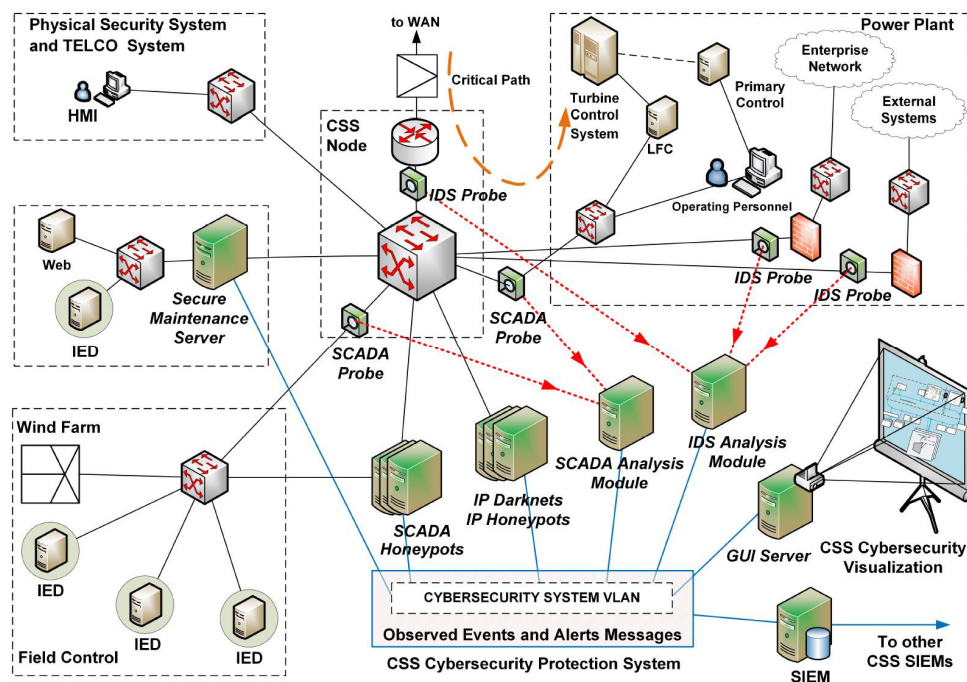 Physical Security System
and TELCO System
HMI
to WAN
Critical Path
CSS
Node
IDS Probe
Power Plant
Enterprise
Network
External
Systems
Turbine
Control
System
Primary
Control
LFC
Operating Personnel
IDS Probe
IDS Probe
Web
IED
Secure
Maintenance
Server
SCADA
Probe
SCADA
Probe
Wind Farm
IED
IED
IED
Field Control
SCADA
Honeypots
IP Darknets
IP Honeypots
SCADA Analysis
Module
IDS Analysis
Module
GUI Server
CSS Cybersecurity
Visualization
CYBERSECURITY SYSTEM VLAN
Observed Events and Alerts Messages
CSS Cybersecurity Protection System
SIEM
To other
CSS SIEMs